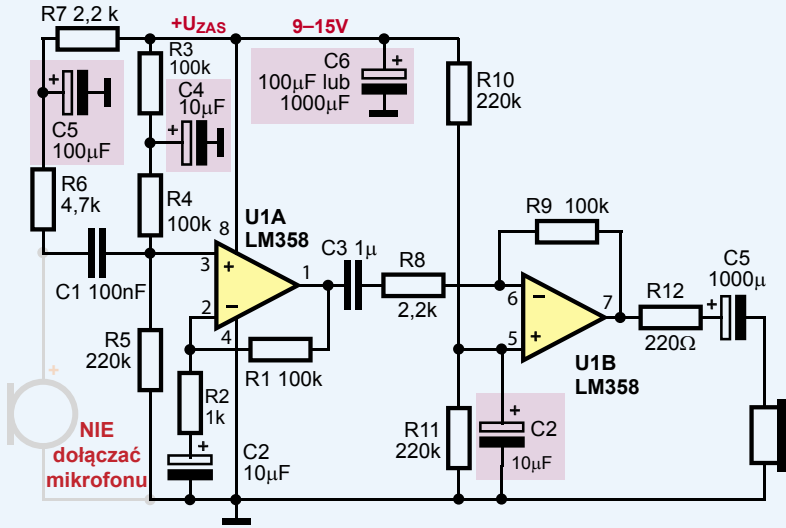 R7 2,2 k
+UZAS
9–15V
R3
100k
C4
10µF
+
C5
100µF
+
C6
100µF lub
1000µF
+
R10
220k
R6
4,7k
R4
100k
8
U1A
LM358
C1 100nF
3
+
2
–
1
4
C3 1µ
R8
2,2k
R9 100k
6
–
5
+
7
U1B
LM358
R12
220Ω
C5
1000µ
+
R5
220k
R1 100k
R2
1k
+
C2
10µF
R11
220k
+
C2
10µF
+
NIE
dołączać
mikrofonu